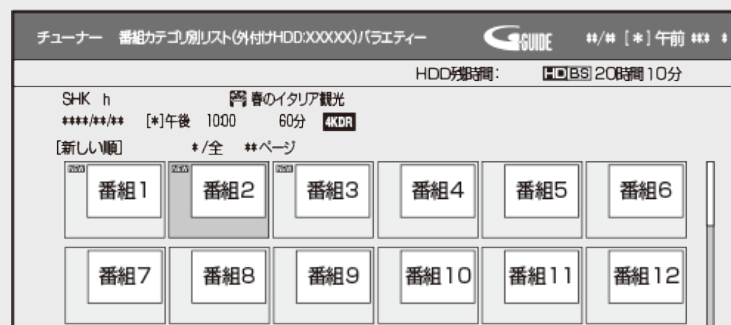 チューナー 番組カテゴリ別リスト(外付けHDD:XXXXX)バラエティー G-GUIDE **/* [*]午前 *** *
HDD残時間: HD BS 20時間10分
SHK h 春のイタリア観光
****/**/** [*]午後 10:00 60分 4KDR
[新しい順] */全 **ページ
NEW 番組1 NEW 番組2 NEW 番組3 番組4 番組5 番組6
番組7 番組8 番組9 番組10 番組11 番組12